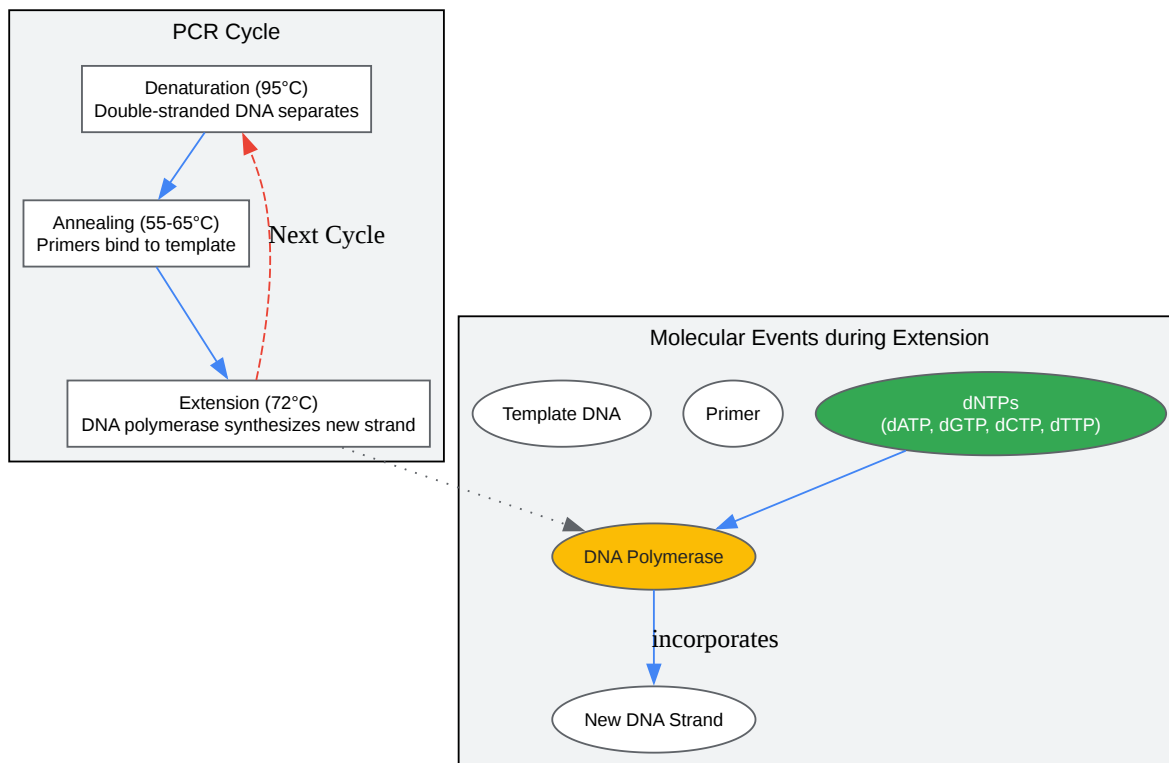 PCR Cycle
Denaturation (95°C)
Double-stranded DNA separates
Annealing (55-65°C)
Primers bind to template
Next Cycle
Extension (72°C)
DNA polymerase synthesizes new strand
Molecular Events during Extension
Template DNA
Primer
dNTPs
(dATP, dGTP, dCTP, dTTP)
DNA Polymerase
incorporates
New DNA Strand